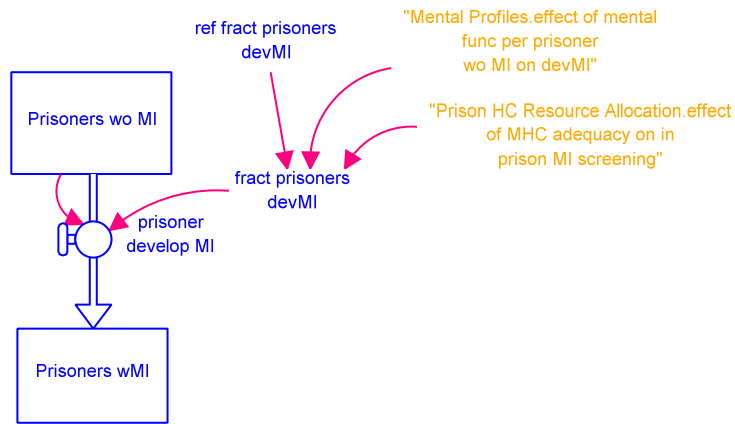 ref fract prisoners
devMI
"Mental Profiles.effect of mental
func per prisoner
wo MI on devMI"
Prisoners wo MI
"Prison HC Resource Allocation.effect
of MHC adequacy on in
prison MI screening"
fract prisoners
devMI
prisoner
develop MI
Prisoners wMI